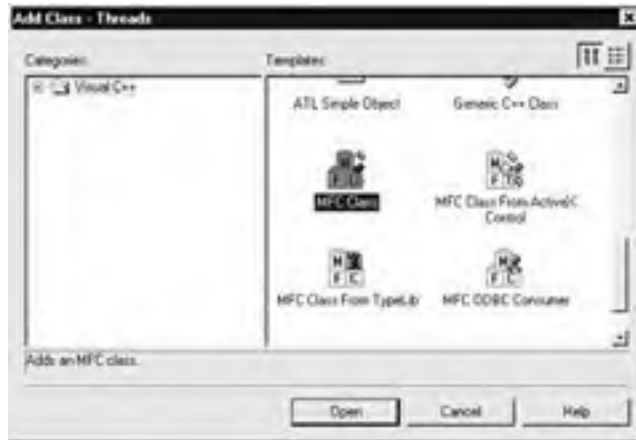 Add Class - Threads
Categories:
Templates:
Visual C++
ATL Simple Object
Generic C++ Class
MFC Class
MFC Class From ActiveX
Control
MFC Class From TypeLib
MFC ODBC Consumer
Adds an MFC class.
Open
Cancel
Help